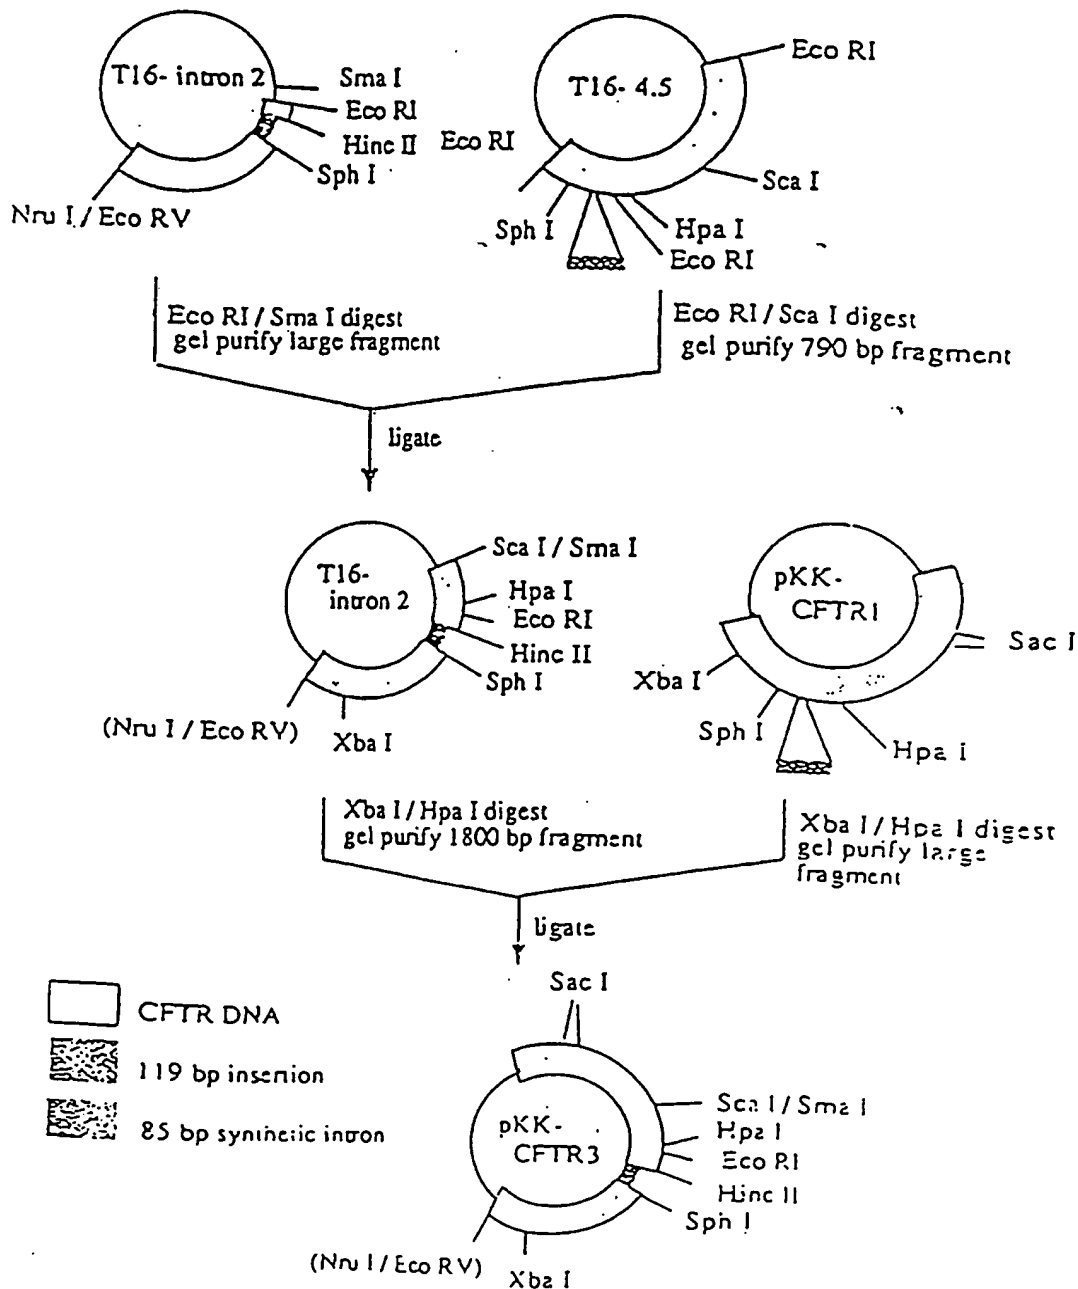 T16- intron 2
Sma I
Eco RI
Hinc II
Sph I
Nru I / Eco RV
T16- 4.5
Eco RI
Eco RI
Sca I
Sph I
Hpa I
Eco RI
Eco RI / Sma I digest
gel purify large fragment
Eco RI / Sca I digest
gel purify 790 bp fragment
ligate
T16-
intron 2
Sca I / Sma I
Hpa I
Eco RI
Hinc II
Sph I
(Nru I / Eco RV)
Xba I
pKK-
CFTR1
Sac I
Xba I
Sph I
Hpa I
Xba I / Hpa I digest
gel purify 1800 bp fragment
Xba I / Hpa I digest
gel purify large
fragment
ligate
Sac I
CFTR DNA
119 bp insertion
85 bp synthetic intron
pKK-
CFTR3
Sca I / Sma I
Hpa I
Eco RI
Hinc II
Sph I
(Nru I / Eco RV)
Xba I